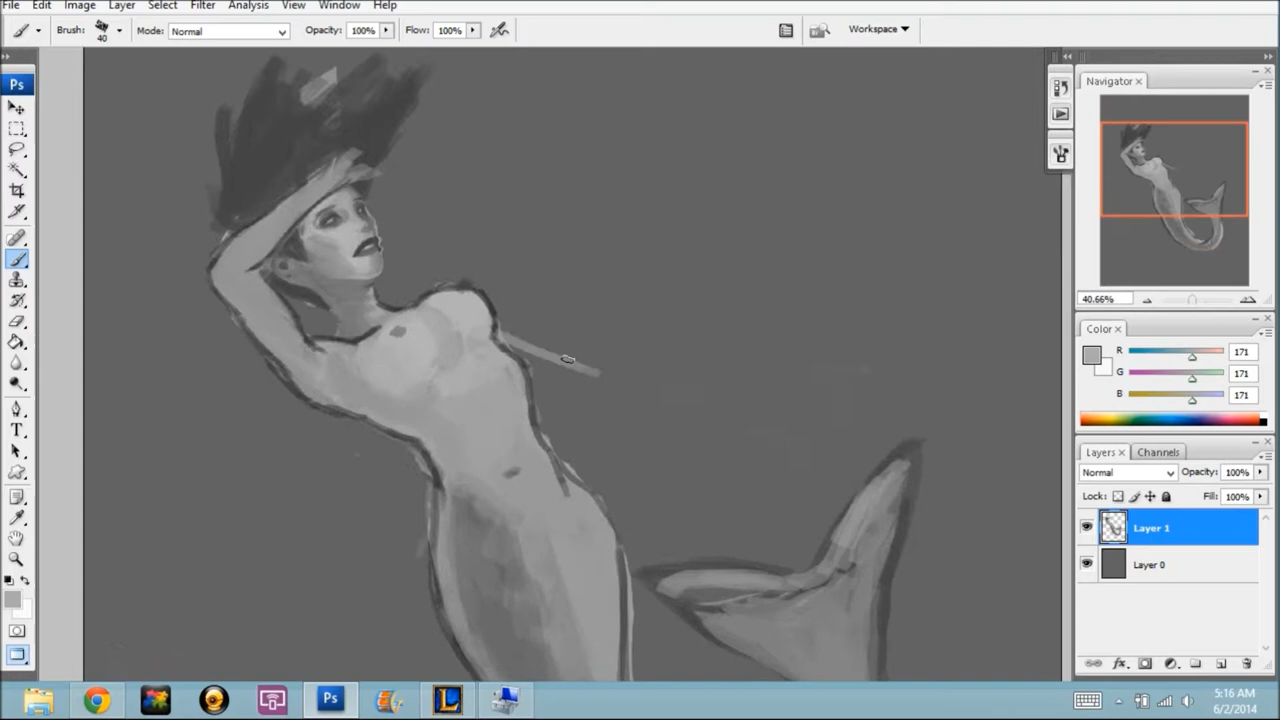 File Edit Image Layer Select Filter Analysis View Window Help
Brush: 40 Mode: Normal Opacity: 100% Flow: 100% Workspace
Ps
Navigator
40.66%
Color
R 171
G 171
B 171
Layers Channels
Normal Opacity: 100%
Lock: Fill: 100%
Layer 1
Layer 0
T
Ps L
5:16 AM
6/2/2014